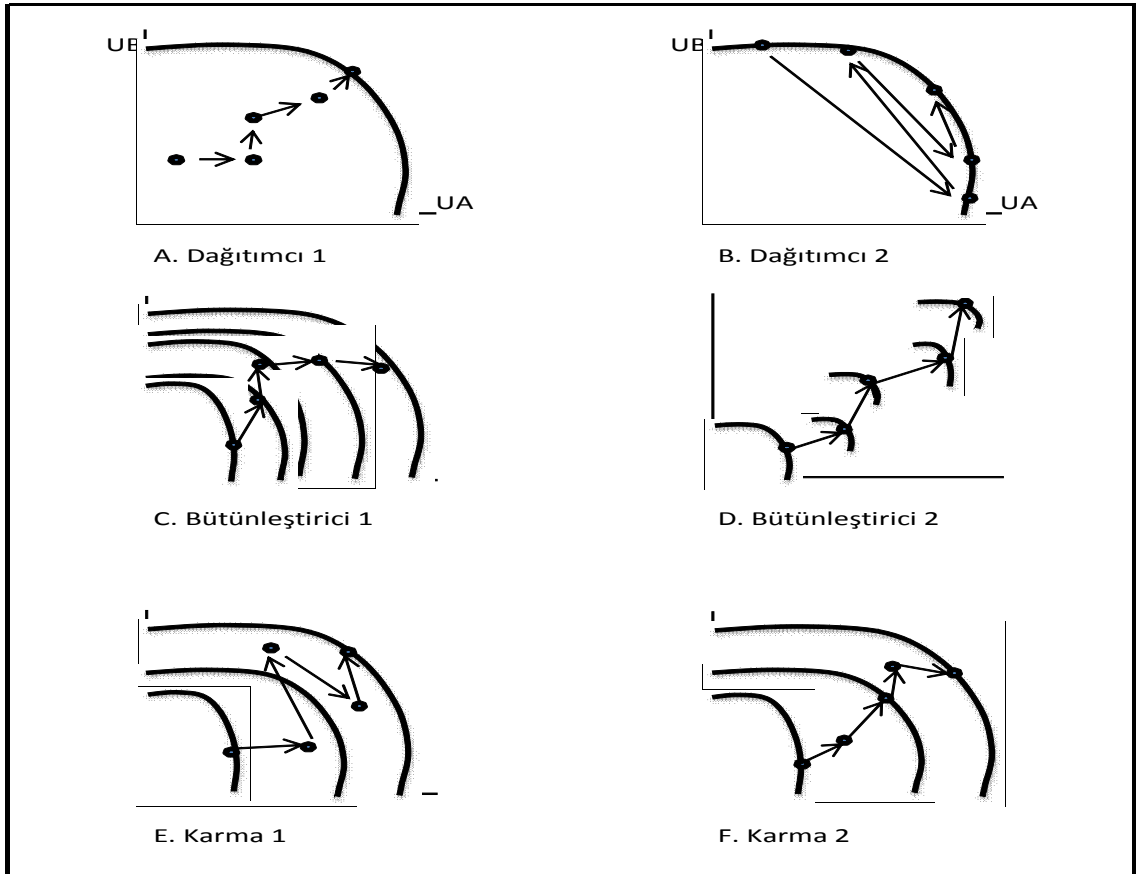 UB
UB
UA
UA
A. Dağıtımcı 1
B. Dağıtımcı 2
C. Bütünleştirici 1
D. Bütünleştirici 2
E. Karma 1
F. Karma 2